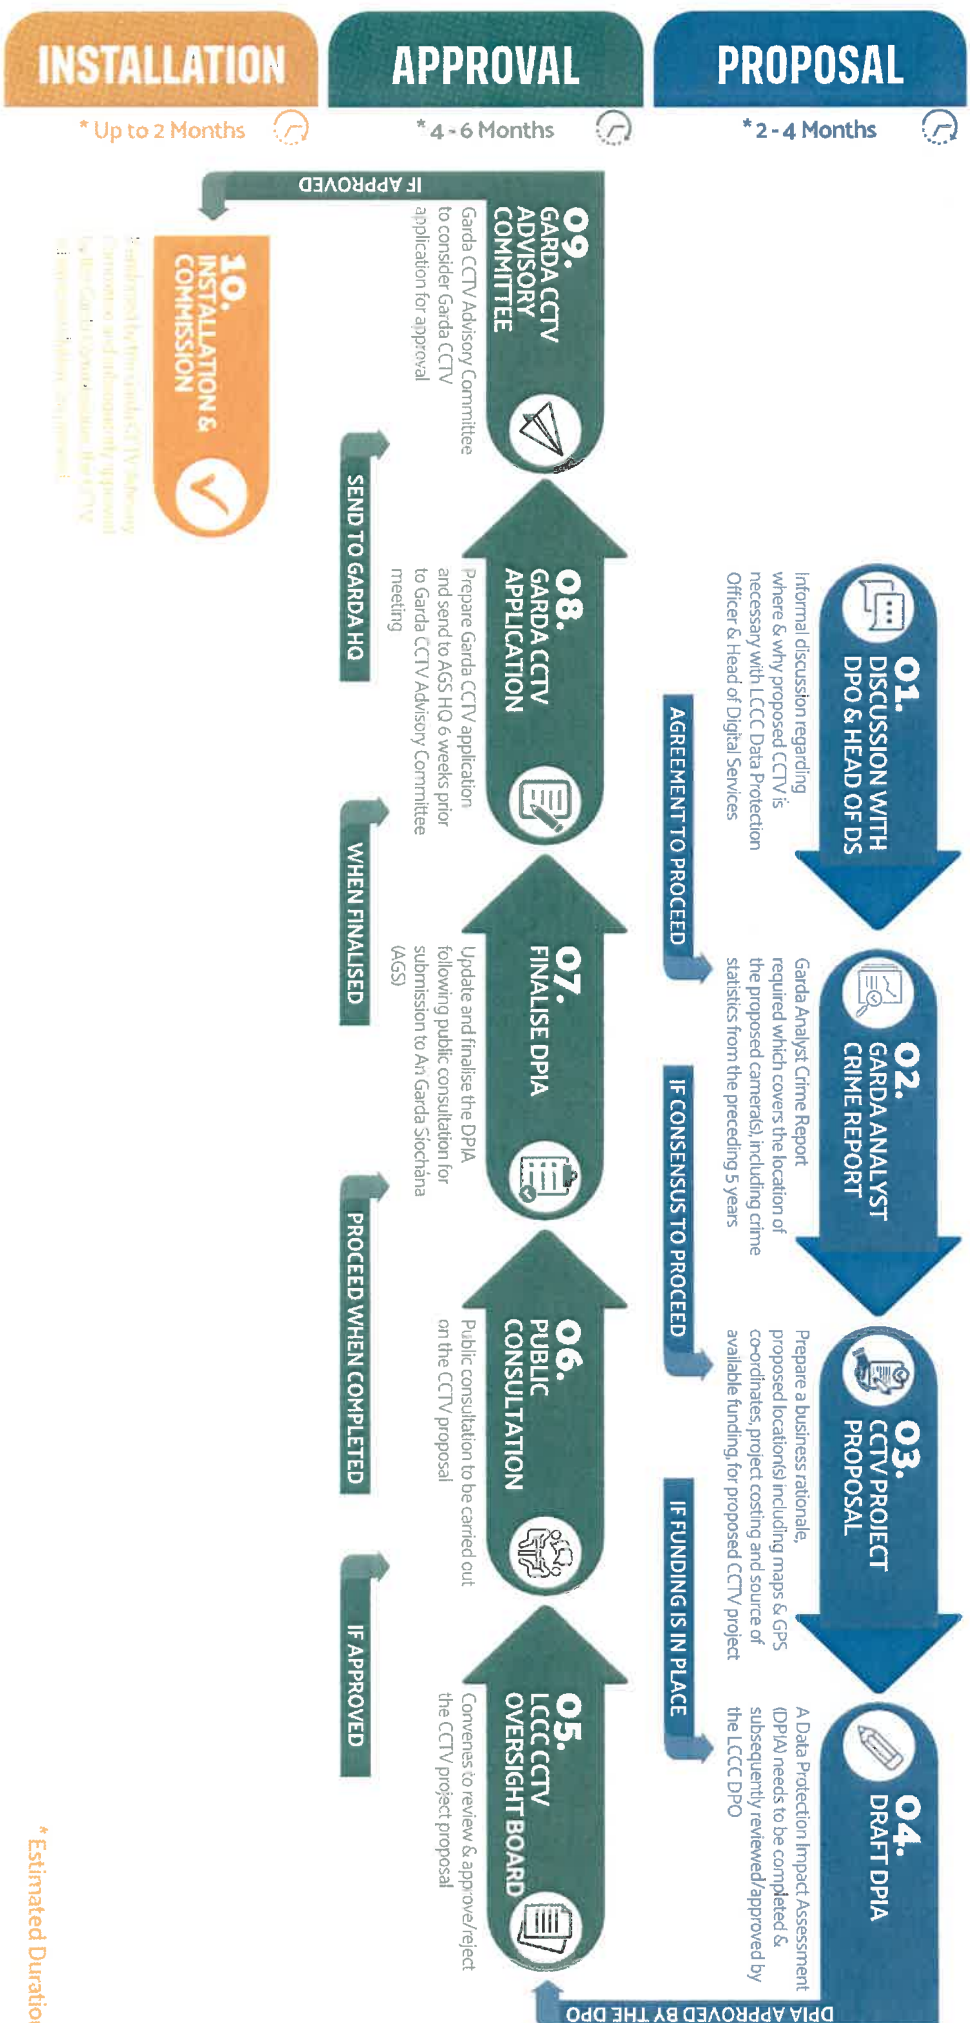 PROPOSAL
* 2 - 4 Months
01.
DISCUSSION WITH
DPO & HEAD OF DS
Informal discussion regarding
where & why proposed CCTV is
necessary with LCCC Data Protection
Officer & Head of Digital Services
AGREEMENT TO PROCEED
02.
GARDA ANALYST
CRIME REPORT
Garda Analyst Crime Report
required which covers the location of
the proposed camera(s), including crime
statistics from the preceding 5 years
IF CONSENSUS TO PROCEED
03.
CCTV PROJECT
PROPOSAL
Prepare a business rationale,
proposed location(s) including maps & GPS
co-ordinates, project costing and source of
available funding, for proposed CCTV project
IF FUNDING IS IN PLACE
04.
DRAFT DPIA
A Data Protection Impact Assessment
(DPIA) needs to be completed &
subsequently reviewed/approved by
the LCCC DPO
DPIA APPROVED BY THE DPO
APPROVAL
* 4 - 6 Months
05.
LCCC CCTV
OVERSIGHT BOARD
Convenes to review & approve/reject
the CCTV project proposal
IF APPROVED
06.
PUBLIC
CONSULTATION
Public consultation to be carried out
on the CCTV proposal
PROCEED WHEN COMPLETED
07.
FINALISE DPIA
Update and finalise the DPIA
following public consultation for
submission to An Garda Síochána
(AGS)
WHEN FINALISED
08.
GARDA CCTV
APPLICATION
Prepare Garda CCTV application
and send to AGS HQ 6 weeks prior
to Garda CCTV Advisory Committee
meeting
SEND TO GARDA HQ
09.
GARDA CCTV
ADVISORY
COMMITTEE
Garda CCTV Advisory Committee
to consider Garda CCTV
application for approval
IF APPROVED
INSTALLATION
* Up to 2 Months
10.
INSTALLATION &
COMMISSION
* Estimated Duration